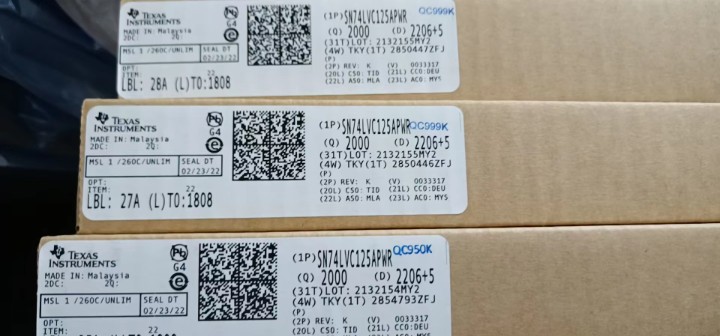 TEXAS INSTRUMENTS
MADE IN: Malaysia
2DC: 2Q:
MSL 1 /260C/UNLIM SEAL DT
02/23/22
OPT:
ITEM: 22
LBL: 28A (L)TO:1808
Pb
G4
e
(1P)SN74LVC125APWR QC999K
(Q) 2000 (D) 2206+5
(31T)LOT: 2132155MY2
(4W) TKY(1T) 2850447ZFJ
(P)
(2P) REV: K (V) 0033317
(20L) CSO: TID (21L) CCO:DEU
(22L) ASO: MLA (23L) ACO: MYS
TEXAS INSTRUMENTS
MADE IN: Malaysia
2DC: 2Q:
MSL 1 /260C/UNLIM SEAL DT
02/23/22
OPT:
ITEM: 22
LBL: 27A (L)TO:1808
Pb
G4
e
(1P)SN74LVC125APWR QC999K
(Q) 2000 (D) 2206+5
(31T)LOT: 2132155MY2
(4W) TKY(1T) 2850446ZFJ
(P)
(2P) REV: K (V) 0033317
(20L) CSO: TID (21L) CCO:DEU
(22L) ASO: MLA (23L) ACO: MYS
TEXAS INSTRUMENTS
MADE IN: Malaysia
2DC: 2Q:
MSL 1 /260C/UNLIM SEAL DT
02/23/22
OPT:
ITEM: 22
Pb
G4
e
(1P)SN74LVC125APWR QC950K
(Q) 2000 (D) 2206+5
(31T)LOT: 2132154MY2
(4W) TKY(1T) 2854793ZFJ
(P)
(2P) REV: K (V) 0033317
(20L) CSO: TID (21L) CCO:DEU